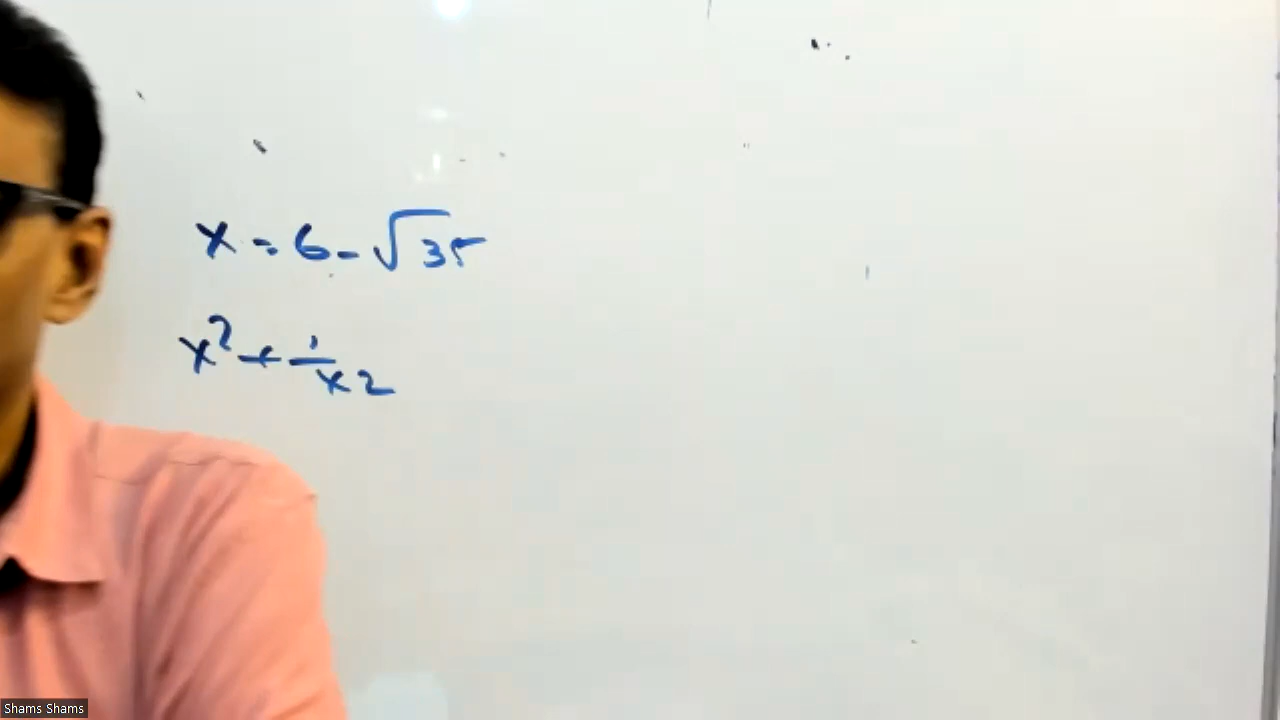 x = 6 - √35
x² + 1/x²
Shams Shams